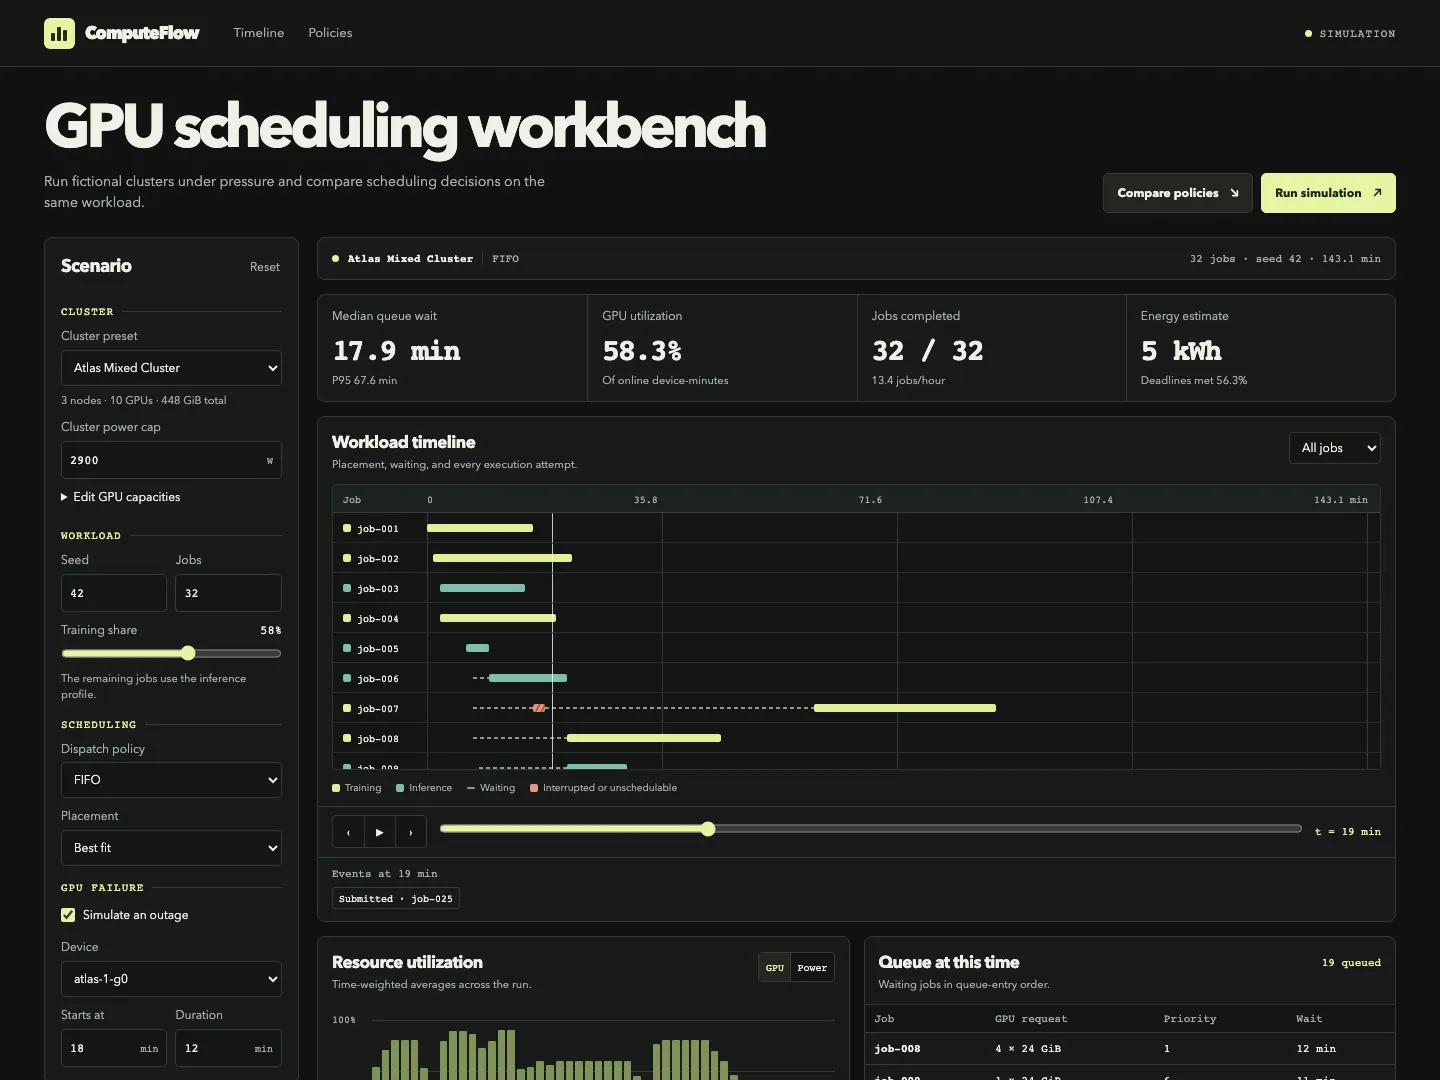 ComputeFlow
Timeline
Policies
SIMULATION
GPU scheduling workbench
Run fictional clusters under pressure and compare scheduling decisions on the
same workload.
Compare policies ↘
Run simulation ↗
Scenario
Reset
CLUSTER
Cluster preset
Atlas Mixed Cluster
3 nodes · 10 GPUs · 448 GiB total
Cluster power cap
2900 W
Edit GPU capacities
WORKLOAD
Seed
Jobs
42
32
Training share
58%
The remaining jobs use the inference
profile.
SCHEDULING
Dispatch policy
FIFO
Placement
Best fit
GPU FAILURE
Simulate an outage
Device
atlas-1-g0
Starts at
Duration
18 min
12 min
Atlas Mixed Cluster
FIFO
32 jobs · seed 42 · 143.1 min
Median queue wait
17.9 min
P95 67.6 min
GPU utilization
58.3%
Of online device-minutes
Jobs completed
32 / 32
13.4 jobs/hour
Energy estimate
5 kWh
Deadlines met 56.3%
Workload timeline
Placement, waiting, and every execution attempt.
All jobs
Job 0 35.8 71.6 107.4 143.1 min
job-001
job-002
job-003
job-004
job-005
job-006
job-007
job-008
job-009
Training
Inference
Waiting
Interrupted or unschedulable
‹ ▶ ›
t = 19 min
Events at 19 min
Submitted · job-025
Resource utilization
Time-weighted averages across the run.
GPU
Power
100%
Queue at this time
Waiting jobs in queue-entry order.
19 queued
Job GPU request Priority Wait
job-008 4 × 24 GiB 1 12 min